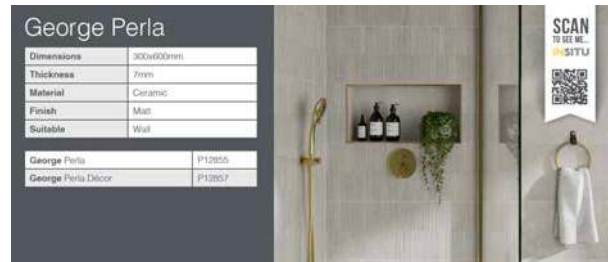 George Perla
Dimensions 300x600mm
Thickness 7mm
Material Ceramic
Finish Matt
Suitable Wall
George Perla P12855
George Perla Décor P12857
SCAN
TO SEE ME...
INSITU